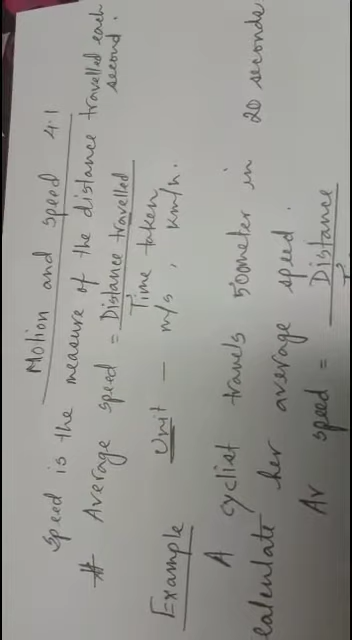 Motion and speed 4.1
Speed is the measure of the distance travelled each
second.
# Average speed = Distance travelled
Time taken
Unit — m/s, km/h.
Example
A cyclist travels 500meter in 20 seconds
calculate her average speed.
Av speed = Distance